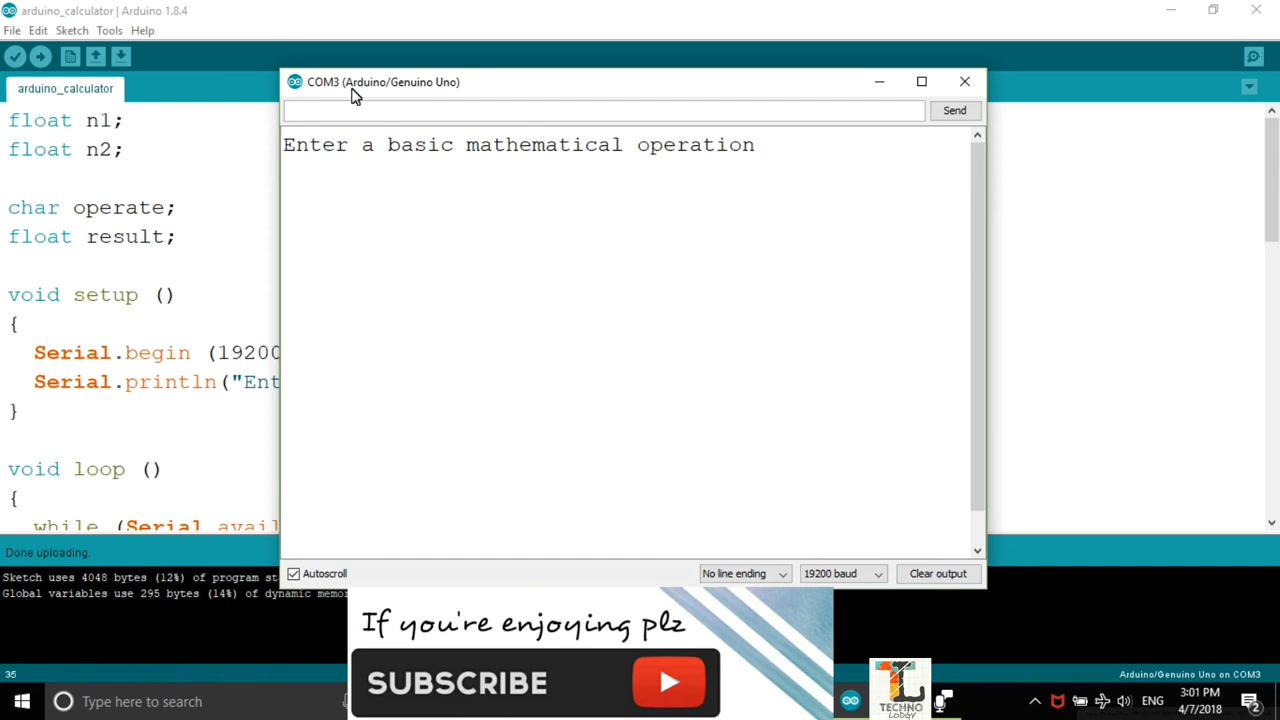 arduino_calculator | Arduino 1.8.4
File Edit Sketch Tools Help
arduino_calculator
float n1;
float n2;
char operate;
float result;
void setup ()
{
Serial.begin (19200
Serial.println("Ent
}
void loop ()
{
while (Serial.avail
COM3 (Arduino/Genuino Uno)
Send
Enter a basic mathematical operation
Autoscroll
No line ending
19200 baud
Clear output
Done uploading.
Sketch uses 4048 bytes (12%) of program st
Global variables use 295 bytes (14%) of dynamic memor
If you're enjoying plz
SUBSCRIBE
35
Arduino/Genuino Uno on COM3
Type here to search
TECHNO
LODGY
ENG
3:01 PM
4/7/2018
2